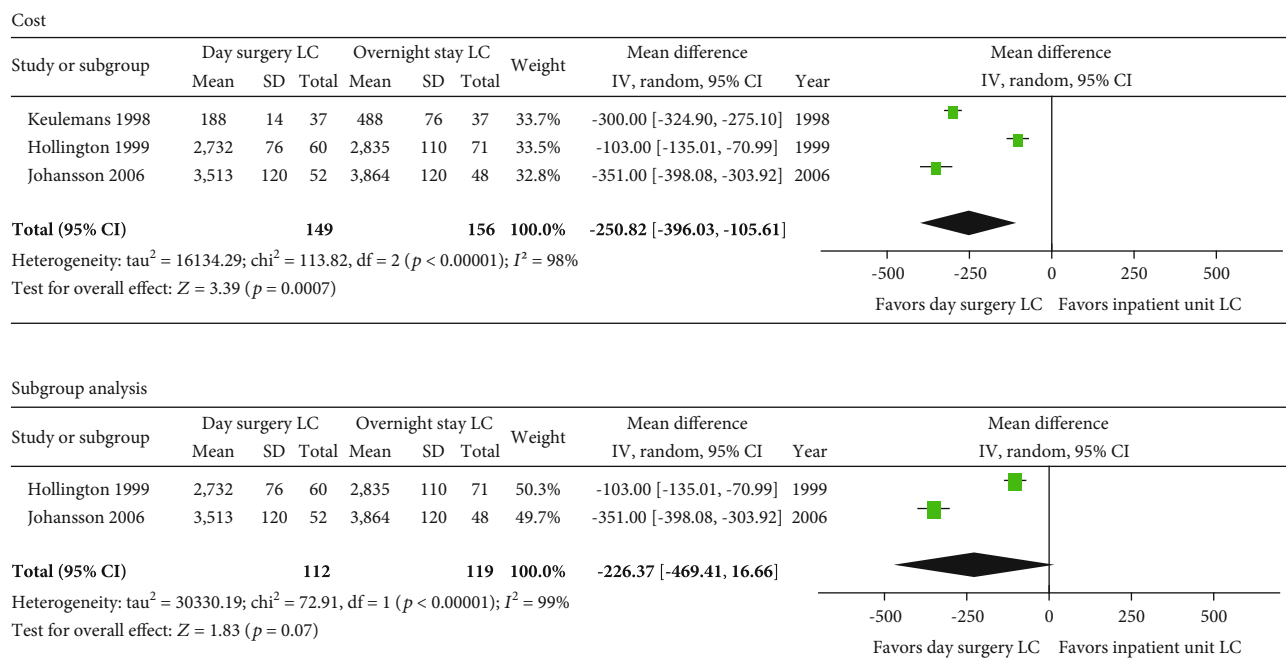 Cost
Study or subgroup Day surgery LC Overnight stay LC Weight Mean difference Mean difference
Mean SD Total Mean SD Total IV, random, 95% CI Year IV, random, 95% CI
Keulemans 1998 188 14 37 488 76 37 33.7% -300.00 [-324.90, -275.10] 1998
Hollington 1999 2,732 76 60 2,835 110 71 33.5% -103.00 [-135.01, -70.99] 1999
Johansson 2006 3,513 120 52 3,864 120 48 32.8% -351.00 [-398.08, -303.92] 2006
Total (95% CI) 149 156 100.0% -250.82 [-396.03, -105.61]
Heterogeneity: tau² = 16134.29; chi² = 113.82, df = 2 (p < 0.00001); I² = 98%
Test for overall effect: Z = 3.39 (p = 0.0007)
-500 -250 0 250 500
Favors day surgery LC Favors inpatient unit LC
Subgroup analysis
Study or subgroup Day surgery LC Overnight stay LC Weight Mean difference Mean difference
Mean SD Total Mean SD Total IV, random, 95% CI Year IV, random, 95% CI
Hollington 1999 2,732 76 60 2,835 110 71 50.3% -103.00 [-135.01, -70.99] 1999
Johansson 2006 3,513 120 52 3,864 120 48 49.7% -351.00 [-398.08, -303.92] 2006
Total (95% CI) 112 119 100.0% -226.37 [-469.41, 16.66]
Heterogeneity: tau² = 30330.19; chi² = 72.91, df = 1 (p < 0.00001); I² = 99%
Test for overall effect: Z = 1.83 (p = 0.07)
-500 -250 0 250 500
Favors day surgery LC Favors inpatient unit LC